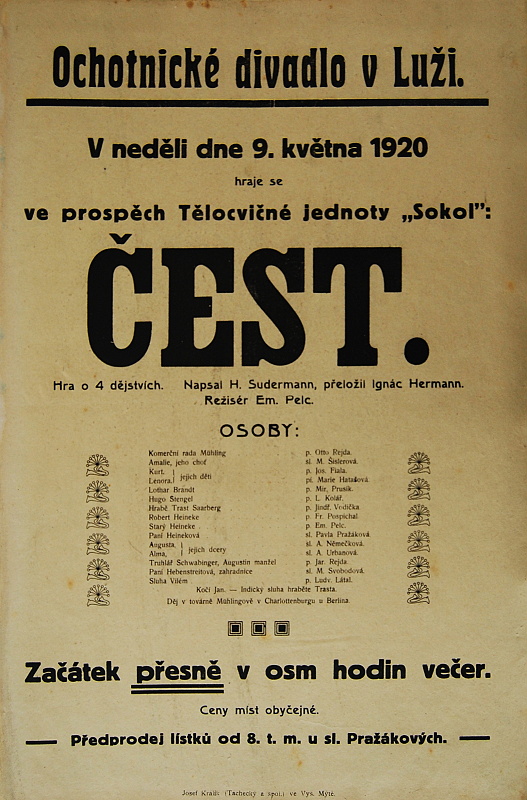 Ochotnické divadlo v Luži.
V neděli dne 9. května 1920
hraje se
ve prospěch Tělocvičné jednoty „Sokol”:
ČEST.
Hra o 4 dějstvích. Napsal H. Sudermann, přeložil Ignác Hermann.
Režisér Em. Pelc.
OSOBY:
Komerční rada Mühling p. Otto Rejda.
Amalie, jeho choť sl. M. Šislerová.
Kurt, p. Jos. Fiala.
jejich děti
Lenora, pí. Marie Hatašová.
Lothar Brandt p. Mir. Prusík.
Hugo Stengel p. L. Kolář.
Hrabě Trast Saarberg p. Jindř. Vodička
Robert Heineke p. Fr. Pospíchal
Starý Heineke p. Em. Pelc.
Paní Heineková sl. Pavla Pražáková
Augusta, sl. A. Němečková.
jejich dcery
Alma, sl. A. Urbanová.
Truhlář Schwabinger, Augustin manžel p. Jar. Rejda.
Paní Hebenstreitová, zahradnice sl. M. Svobodová.
Sluha Vilém p. Ludv. Látal.
Kočí Jan. — Indický sluha hraběte Trasta.
Děj v továrně Mühlingově v Charlottenburgu u Berlína.
Začátek přesně v osm hodin večer.
Ceny míst obyčejné.
Předprodej lístků od 8. t. m. u sl. Pražákových.
Josef Králík (Tachecký a spol.) ve Vys. Mýtě.